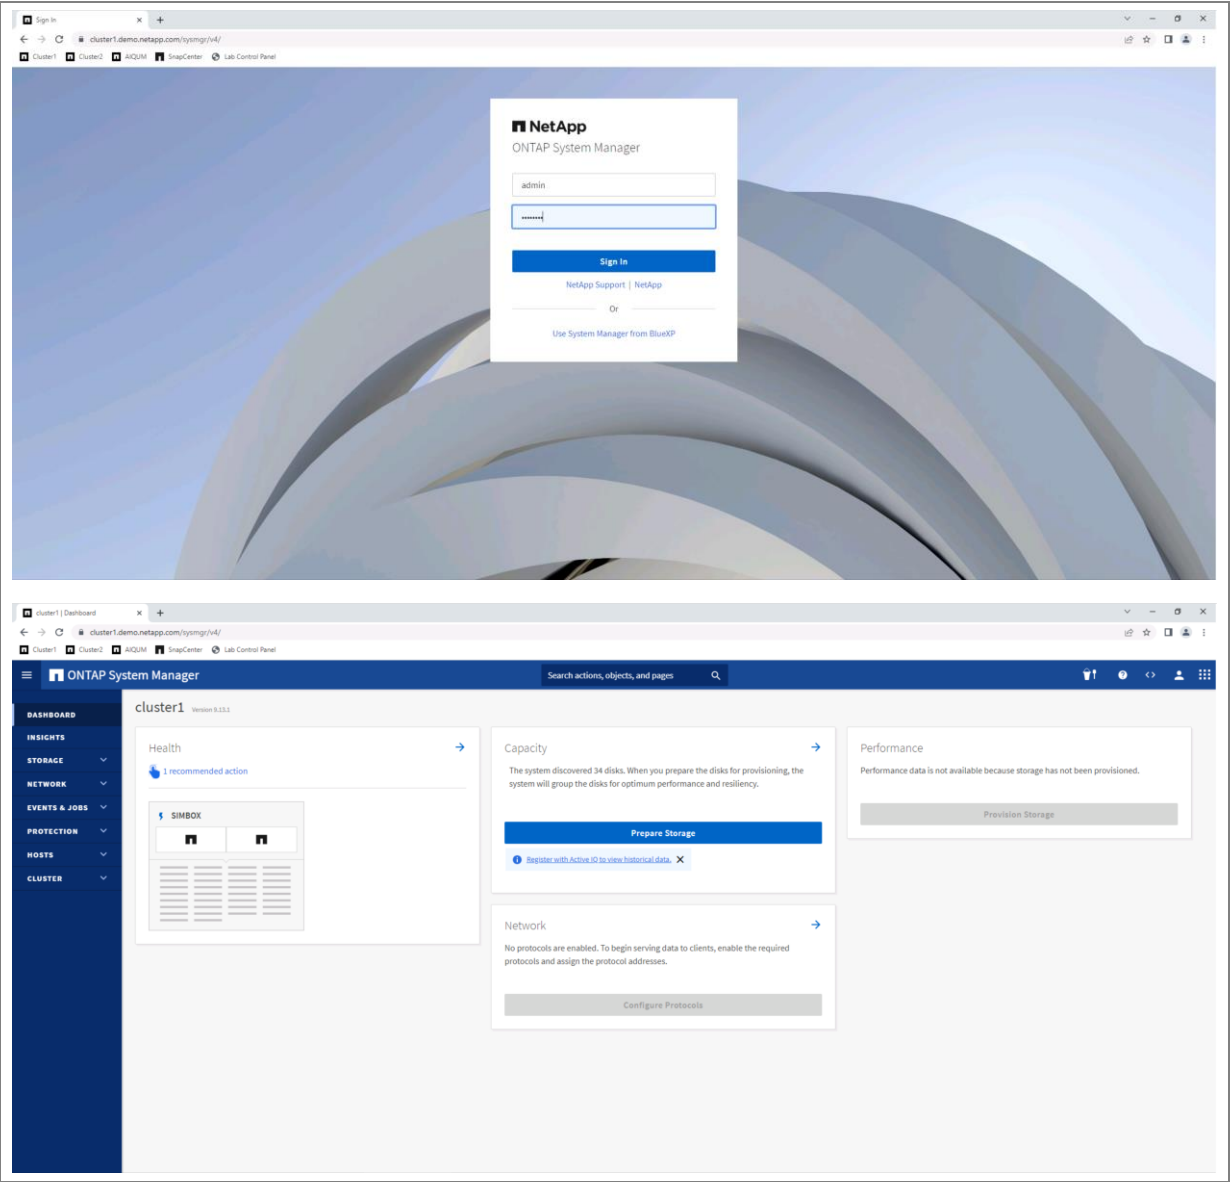 Sign In
cluster1.demo.netapp.com/sysmgr/v4/
Cluster1 Cluster2 AIQUM SnapCenter Lab Control Panel
NetApp
ONTAP System Manager
admin
Sign In
NetApp Support | NetApp
Or
Use System Manager from BlueXP
cluster1 | Dashboard
cluster1.demo.netapp.com/sysmgr/v4/
Cluster1 Cluster2 AIQUM SnapCenter Lab Control Panel
ONTAP System Manager
Search actions, objects, and pages
DASHBOARD
INSIGHTS
STORAGE
NETWORK
EVENTS & JOBS
PROTECTION
HOSTS
CLUSTER
cluster1 Version 9.13.1
Health
1 recommended action
SIMBOX
Capacity
The system discovered 34 disks. When you prepare the disks for provisioning, the
system will group the disks for optimum performance and resiliency.
Prepare Storage
Register with Active IQ to view historical data.
Network
No protocols are enabled. To begin serving data to clients, enable the required
protocols and assign the protocol addresses.
Configure Protocols
Performance
Performance data is not available because storage has not been provisioned.
Provision Storage